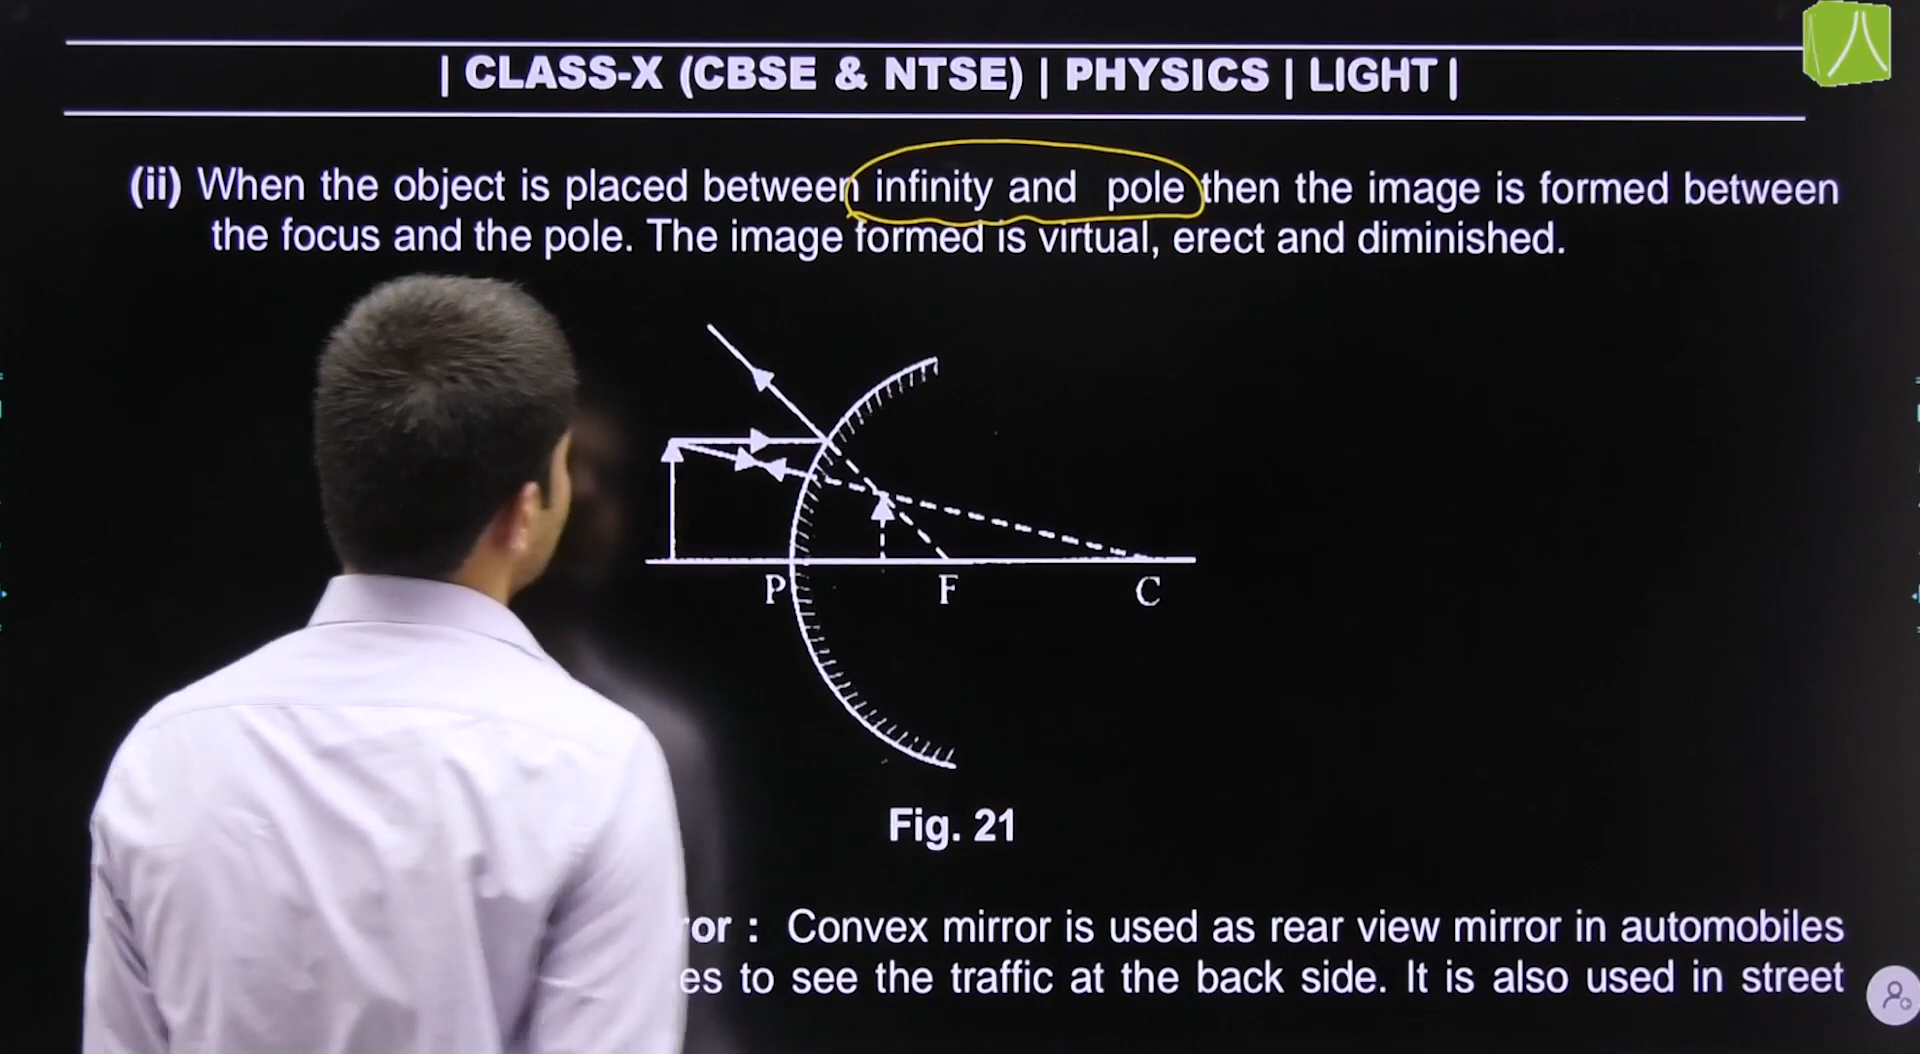 | CLASS-X (CBSE & NTSE) | PHYSICS | LIGHT |
(ii) When the object is placed between infinity and pole then the image is formed between
the focus and the pole. The image formed is virtual, erect and diminished.
P F C
Fig. 21
ror : Convex mirror is used as rear view mirror in automobiles
es to see the traffic at the back side. It is also used in street